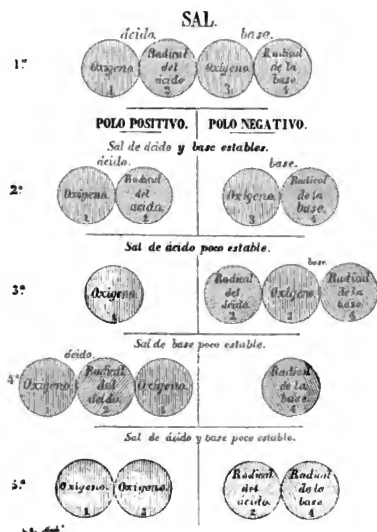 SAL.
ácido. base.
1.º Oxígeno. 1 Radical del ácido 2 Oxígeno 3 Radical de la base. 4
POLO POSITIVO. POLO NEGATIVO.
Sal de ácido y base estables.
ácido. base.
2.º Oxígeno. 1 Radical del ácido. 2 Oxígeno. 3 Radical de la base. 4
Sal de ácido poco estable.
base
3.º Oxígeno. 1 Radical del ácido 2 Oxígeno. 3 Radical de la base. 4
Sal de base poco estable.
ácido.
4.º Oxígeno. 1 Radical del ácido. 2 Oxígeno. 3 Radical de la base. 4
Sal de ácido y base poco estable.
5.º Oxígeno. 1 Oxígeno. 3 Radical del ácido. 2 Radical de la base. 4